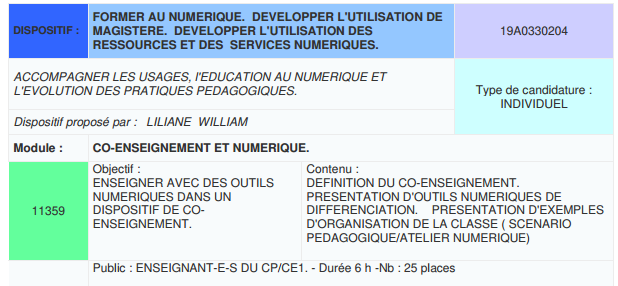 DISPOSITIF :
FORMER AU NUMERIQUE.  DEVELOPPER L'UTILISATION DE
MAGISTERE.  DEVELOPPER L'UTILISATION DES
RESSOURCES ET DES  SERVICES NUMERIQUES.
19A0330204
ACCOMPAGNER LES USAGES, l'EDUCATION AU NUMERIQUE ET
L'EVOLUTION DES PRATIQUES PEDAGOGIQUES.
Type de candidature :
INDIVIDUEL
Dispositif proposé par :   LILIANE  WILLIAM
Module :
CO-ENSEIGNEMENT ET NUMERIQUE.
11359
Objectif :
ENSEIGNER AVEC DES OUTILS
NUMERIQUES DANS UN
DISPOSITIF DE CO-
ENSEIGNEMENT.
Contenu :
DEFINITION DU CO-ENSEIGNEMENT.
PRESENTATION D'OUTILS NUMERIQUES DE
DIFFERENCIATION.    PRESENTATION D'EXEMPLES
D'ORGANISATION DE LA CLASSE ( SCENARIO
PEDAGOGIQUE/ATELIER NUMERIQUE)
Public : ENSEIGNANT-E-S DU CP/CE1. - Durée 6 h -Nb : 25 places